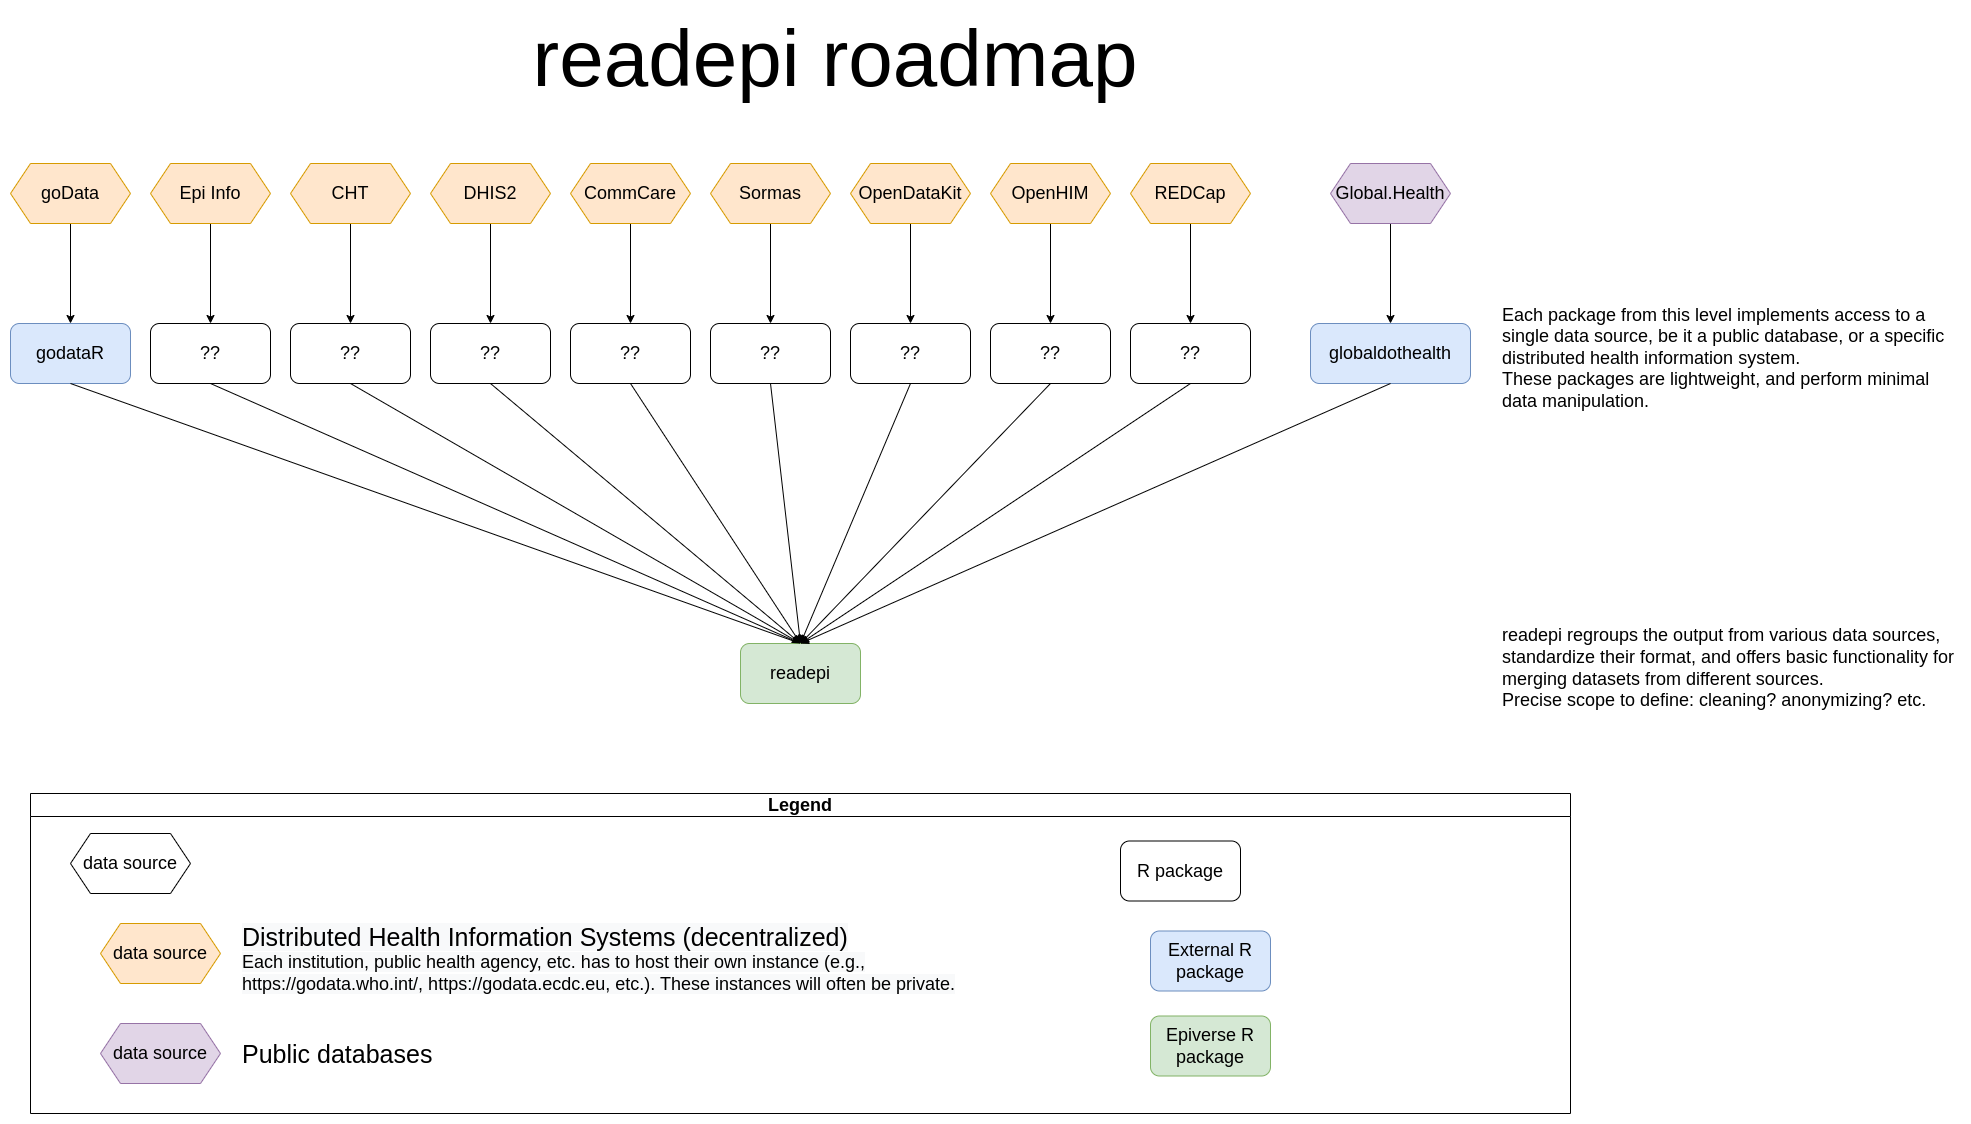 readepi roadmap
goData
Epi Info
CHT
DHIS2
CommCare
Sormas
OpenDataKit
OpenHIM
REDCap
Global.Health
godataR
??
??
??
??
??
??
??
??
globaldothealth
Each package from this level implements access to a
single data source, be it a public database, or a specific
distributed health information system.
These packages are lightweight, and perform minimal
data manipulation.
readepi
readepi regroups the output from various data sources,
standardize their format, and offers basic functionality for
merging datasets from different sources.
Precise scope to define: cleaning? anonymizing? etc.
Legend
data source
R package
data source
Distributed Health Information Systems (decentralized)
Each institution, public health agency, etc. has to host their own instance (e.g.,
https://godata.who.int/, https://godata.ecdc.eu, etc.). These instances will often be private.
External R
package
data source
Public databases
Epiverse R
package